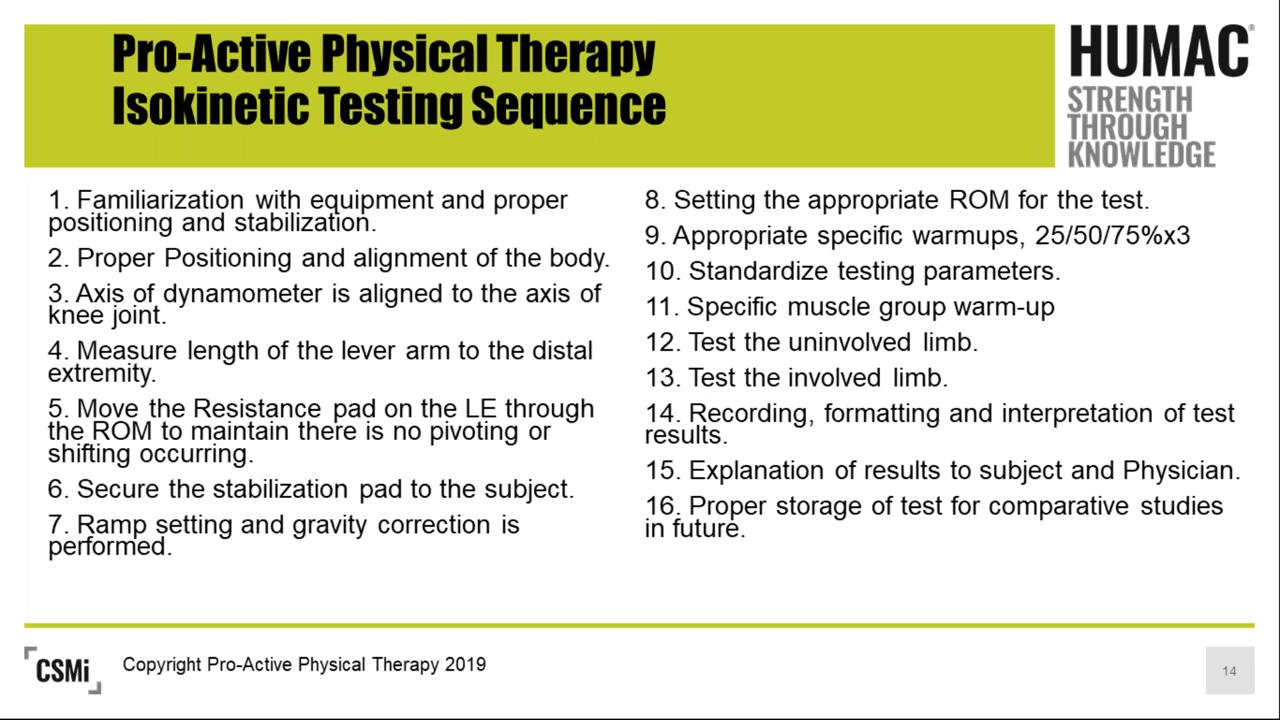 Pro-Active Physical Therapy
Isokinetic Testing Sequence
HUMAC®
STRENGTH
THROUGH
KNOWLEDGE
1. Familiarization with equipment and proper
positioning and stabilization.
2. Proper Positioning and alignment of the body.
3. Axis of dynamometer is aligned to the axis of
knee joint.
4. Measure length of the lever arm to the distal
extremity.
5. Move the Resistance pad on the LE through
the ROM to maintain there is no pivoting or
shifting occurring.
6. Secure the stabilization pad to the subject.
7. Ramp setting and gravity correction is
performed.
8. Setting the appropriate ROM for the test.
9. Appropriate specific warmups, 25/50/75%x3
10. Standardize testing parameters.
11. Specific muscle group warm-up
12. Test the uninvolved limb.
13. Test the involved limb.
14. Recording, formatting and interpretation of test
results.
15. Explanation of results to subject and Physician.
16. Proper storage of test for comparative studies
in future.
CSMi
Copyright Pro-Active Physical Therapy 2019
14